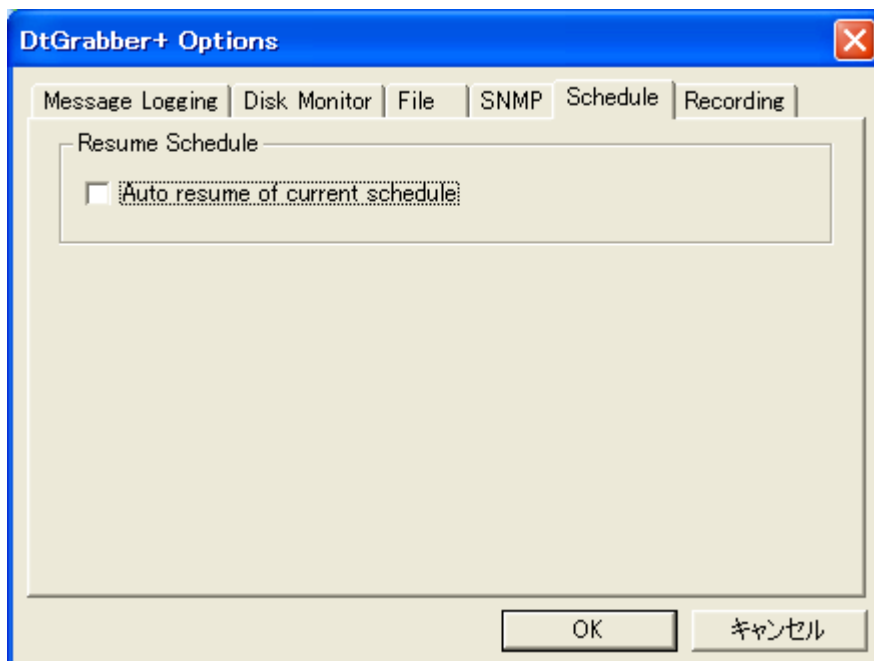 DtGrabber+ Options
Message Logging Disk Monitor File SNMP Schedule Recording
Resume Schedule
Auto resume of current schedule
OK キャンセル